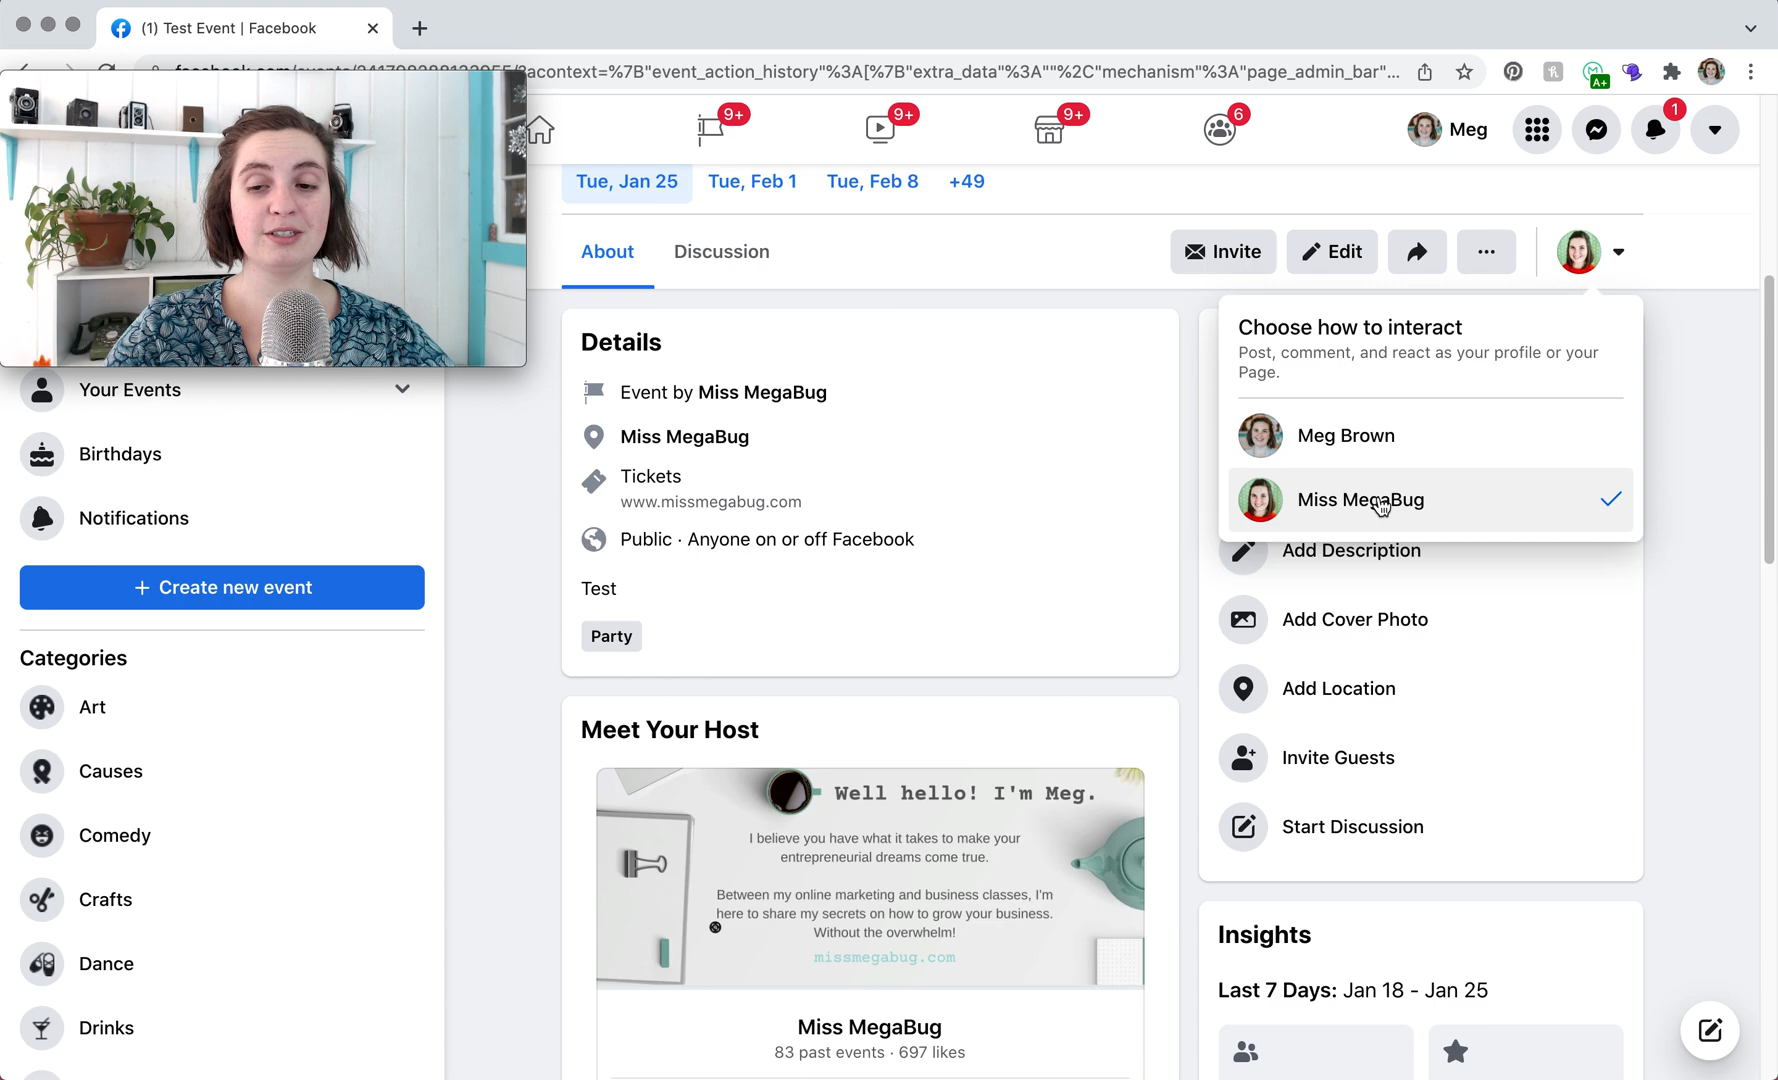 (1) Test Event | Facebook
acontext=%7B"event_action_history"%3A[%7B"extra_data"%3A""%2C"mechanism"%3A"page_admin_bar"...
A+
9+
9+
9+
6
Meg
1
Tue, Jan 25
Tue, Feb 1
Tue, Feb 8
+49
About
Discussion
Invite
Edit
Choose how to interact
Post, comment, and react as your profile or your
Page.
Meg Brown
Miss MegaBug
Your Events
Birthdays
Notifications
+ Create new event
Categories
Art
Causes
Comedy
Crafts
Dance
Drinks
Details
Event by Miss MegaBug
Miss MegaBug
Tickets
www.missmegabug.com
Public · Anyone on or off Facebook
Test
Party
Meet Your Host
Well hello! I'm Meg.
I believe you have what it takes to make your
entrepreneurial dreams come true.
Between my online marketing and business classes, I'm
here to share my secrets on how to grow your business.
Without the overwhelm!
missmegabug.com
Miss MegaBug
83 past events · 697 likes
Add Description
Add Cover Photo
Add Location
Invite Guests
Start Discussion
Insights
Last 7 Days: Jan 18 - Jan 25